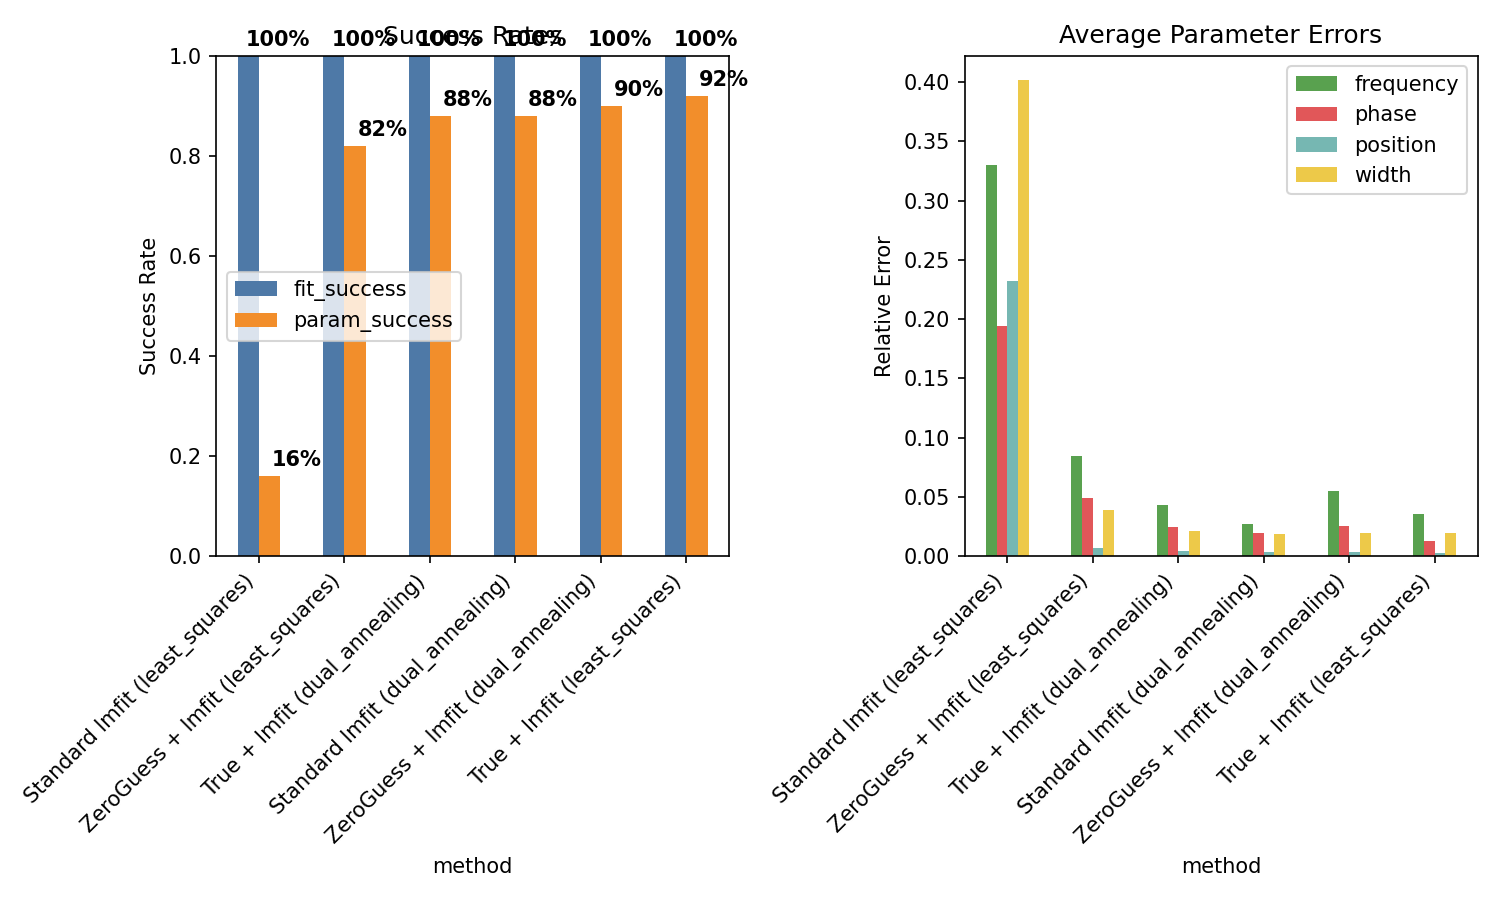 Success Rates
100% 100% 100% 100% 100% 100%
16% 82% 88% 88% 90% 92%
1.0
0.8
0.6
0.4
0.2
0.0
Success Rate
fit_success
param_success
Standard lmfit (least_squares)
ZeroGuess + lmfit (least_squares)
True + lmfit (dual_annealing)
Standard lmfit (dual_annealing)
ZeroGuess + lmfit (dual_annealing)
True + lmfit (least_squares)
method
Average Parameter Errors
0.40
0.35
0.30
0.25
0.20
0.15
0.10
0.05
0.00
Relative Error
frequency
phase
position
width
Standard lmfit (least_squares)
ZeroGuess + lmfit (least_squares)
True + lmfit (dual_annealing)
Standard lmfit (dual_annealing)
ZeroGuess + lmfit (dual_annealing)
True + lmfit (least_squares)
method